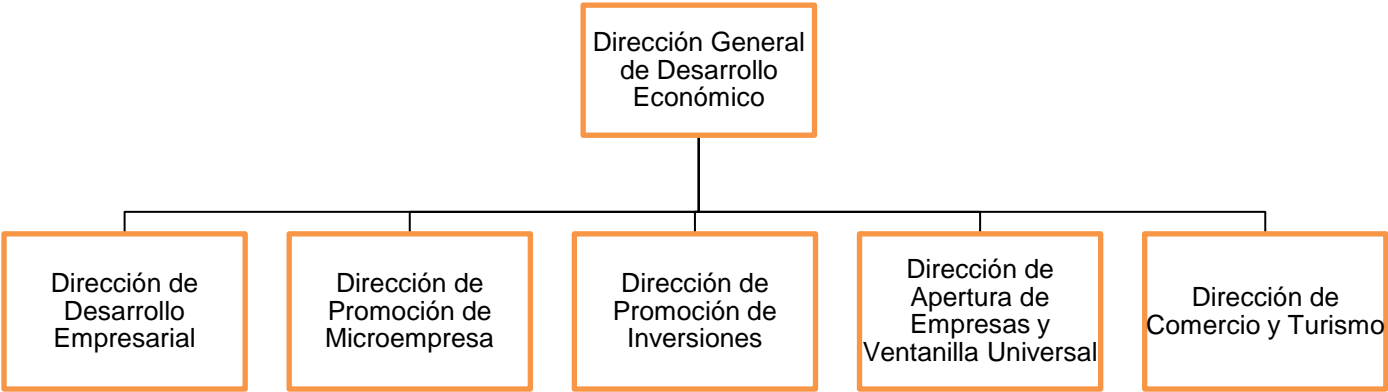 Dirección General
de Desarrollo
Económico
Dirección de
Desarrollo
Empresarial
Dirección de
Promoción de
Microempresa
Dirección de
Promoción de
Inversiones
Dirección de
Apertura de
Empresas y
Ventanilla Universal
Dirección de
Comercio y Turismo